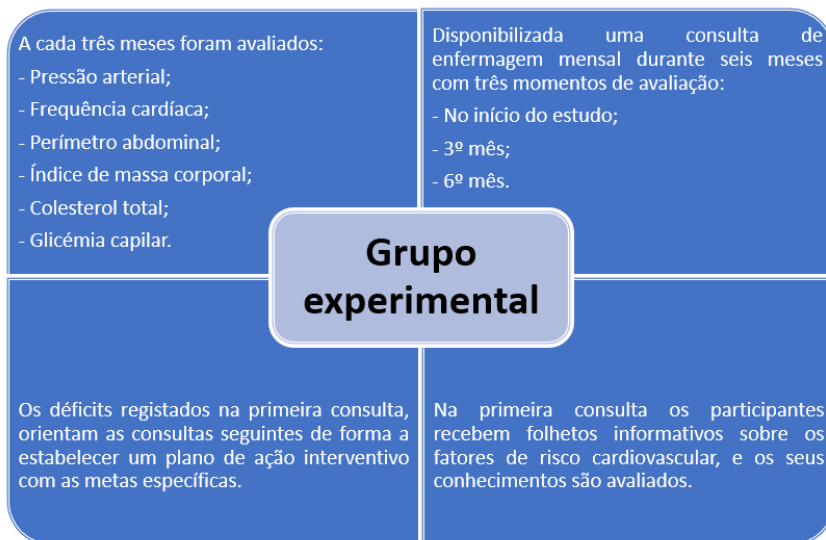 A cada três meses foram avaliados:
- Pressão arterial;
- Frequência cardíaca;
- Perímetro abdominal;
- Índice de massa corporal;
- Colesterol total;
- Glicémia capilar.
Disponibilizada uma consulta de
enfermagem mensal durante seis meses
com três momentos de avaliação:
- No início do estudo;
- 3º mês;
- 6º mês.
Grupo
experimental
Os déficits registados na primeira consulta,
orientam as consultas seguintes de forma a
estabelecer um plano de ação interventivo
com as metas específicas.
Na primeira consulta os participantes
recebem folhetos informativos sobre os
fatores de risco cardiovascular, e os seus
conhecimentos são avaliados.